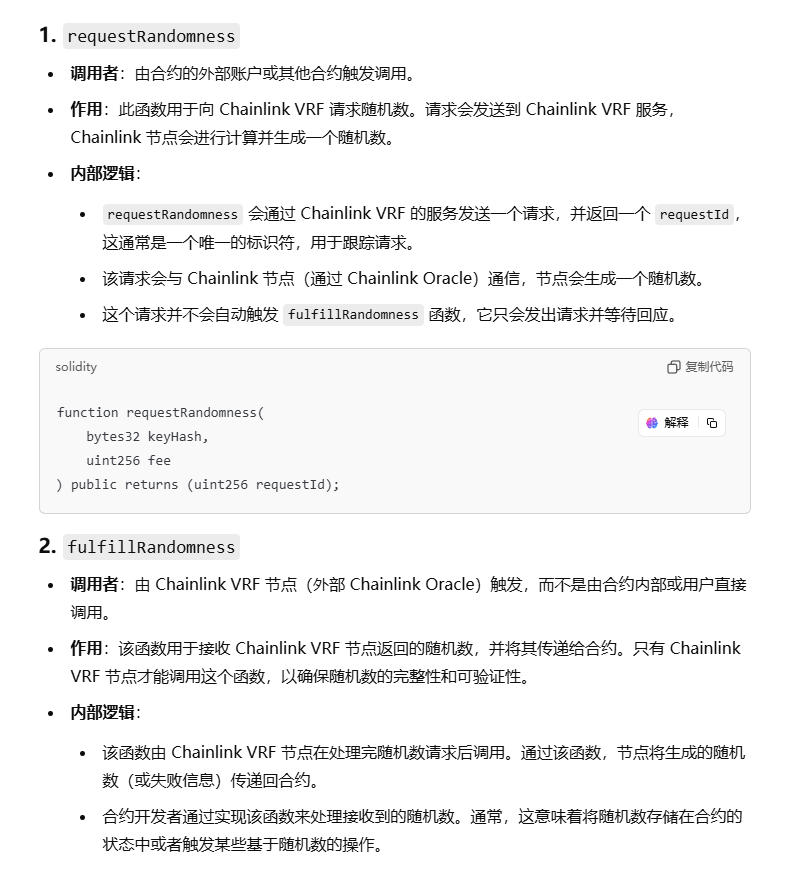 1. requestRandomness
• 调用者：由合约的外部账户或其他合约触发调用。
• 作用：此函数用于向 Chainlink VRF 请求随机数。请求会发送到 Chainlink VRF 服务，
Chainlink 节点会进行计算并生成一个随机数。
• 内部逻辑：
• requestRandomness 会通过 Chainlink VRF 的服务发送一个请求，并返回一个 requestId，
这通常是一个唯一的标识符，用于跟踪请求。
• 该请求会与 Chainlink 节点（通过 Chainlink Oracle）通信，节点会生成一个随机数。
• 这个请求并不会自动触发 fulfillRandomness 函数，它只会发出请求并等待回应。
solidity 复制代码
function requestRandomness(
解释
    bytes32 keyHash,
    uint256 fee
) public returns (uint256 requestId);
2. fulfillRandomness
• 调用者：由 Chainlink VRF 节点（外部 Chainlink Oracle）触发，而不是由合约内部或用户直接
调用。
• 作用：该函数用于接收 Chainlink VRF 节点返回的随机数，并将其传递给合约。只有 Chainlink
VRF 节点才能调用这个函数，以确保随机数的完整性和可验证性。
• 内部逻辑：
• 该函数由 Chainlink VRF 节点在处理完随机数请求后调用。通过该函数，节点将生成的随机
数（或失败信息）传递回合约。
• 合约开发者通过实现该函数来处理接收到的随机数。通常，这意味着将随机数存储在合约的
状态中或者触发某些基于随机数的操作。